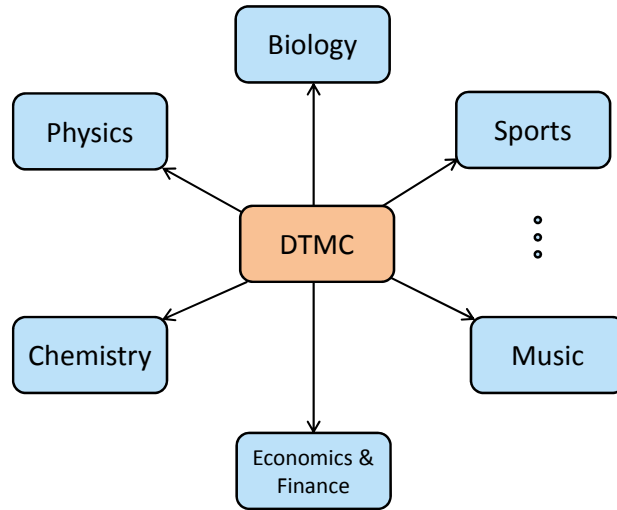 Biology
Physics
Sports
DTMC
Chemistry
Music
Economics &
Finance